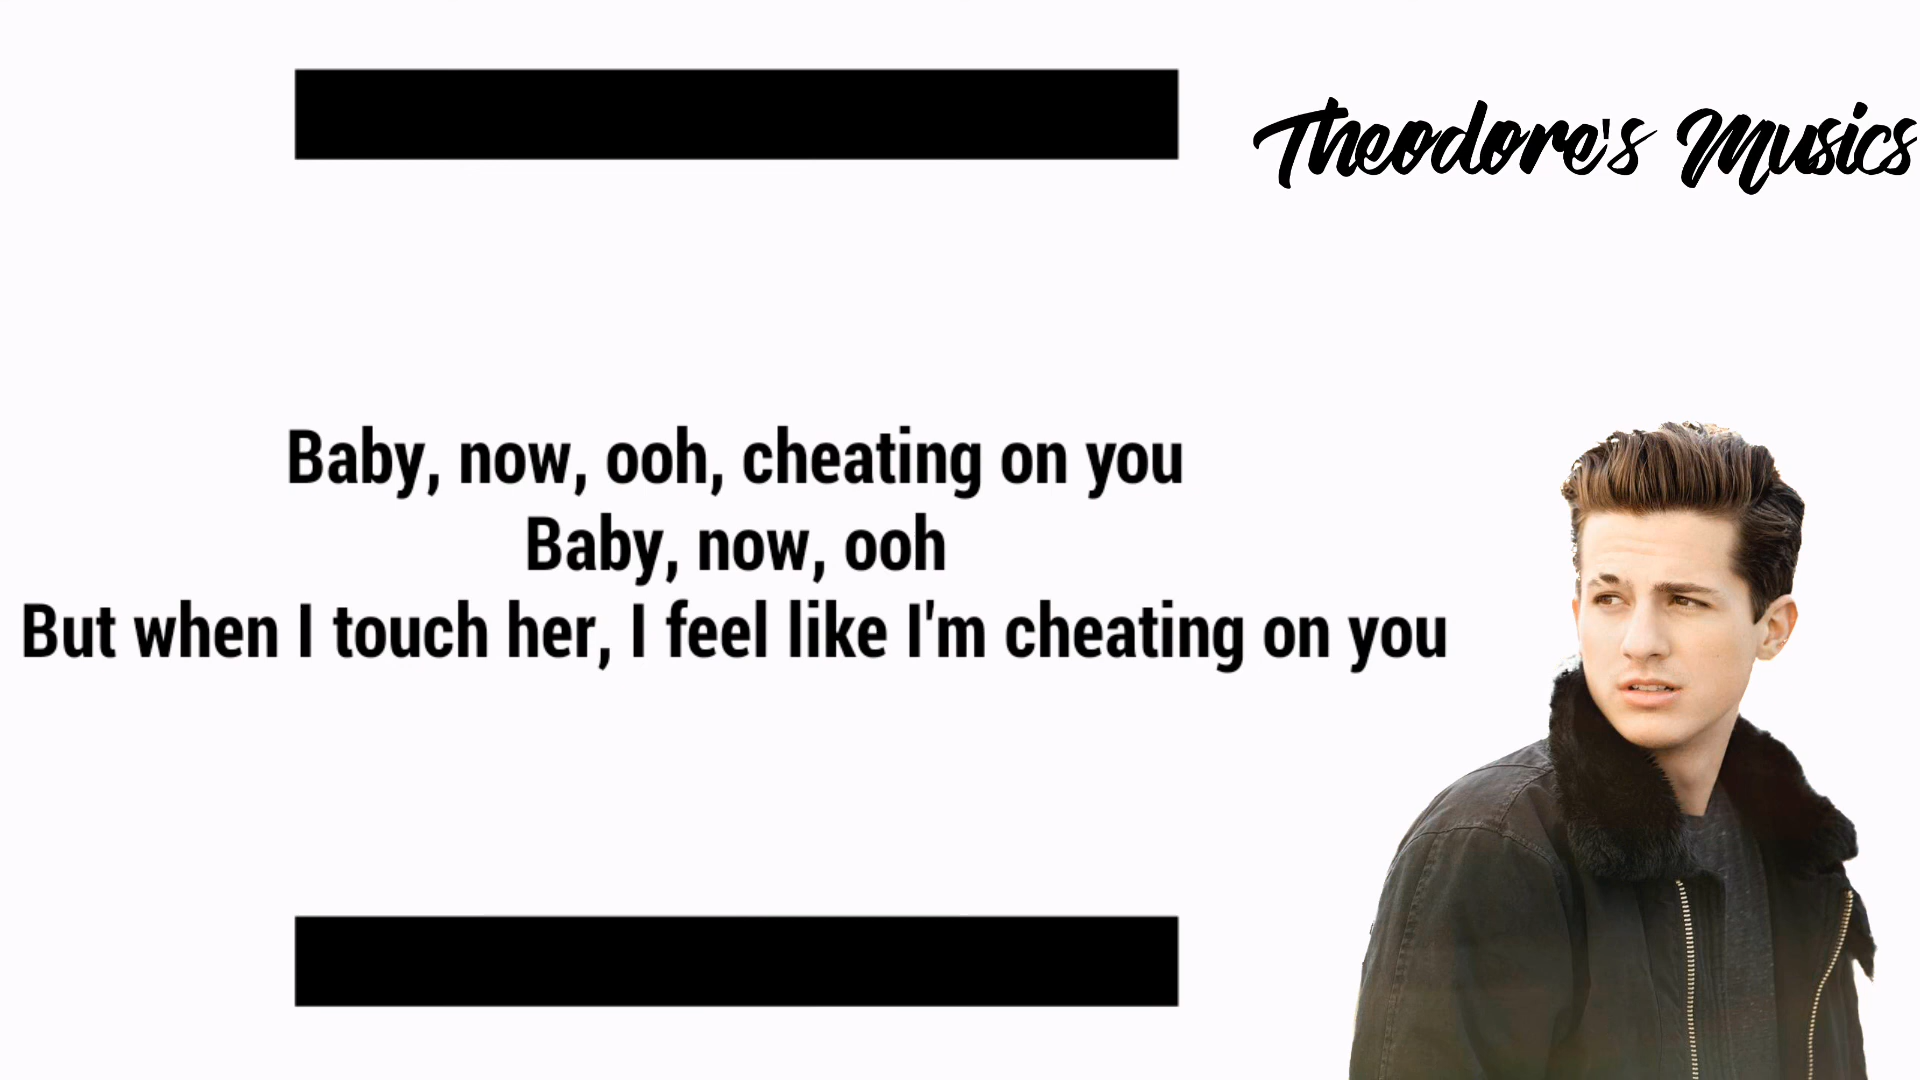 Theodore's Musics
Baby, now, ooh, cheating on you
Baby, now, ooh
But when I touch her, I feel like I'm cheating on you